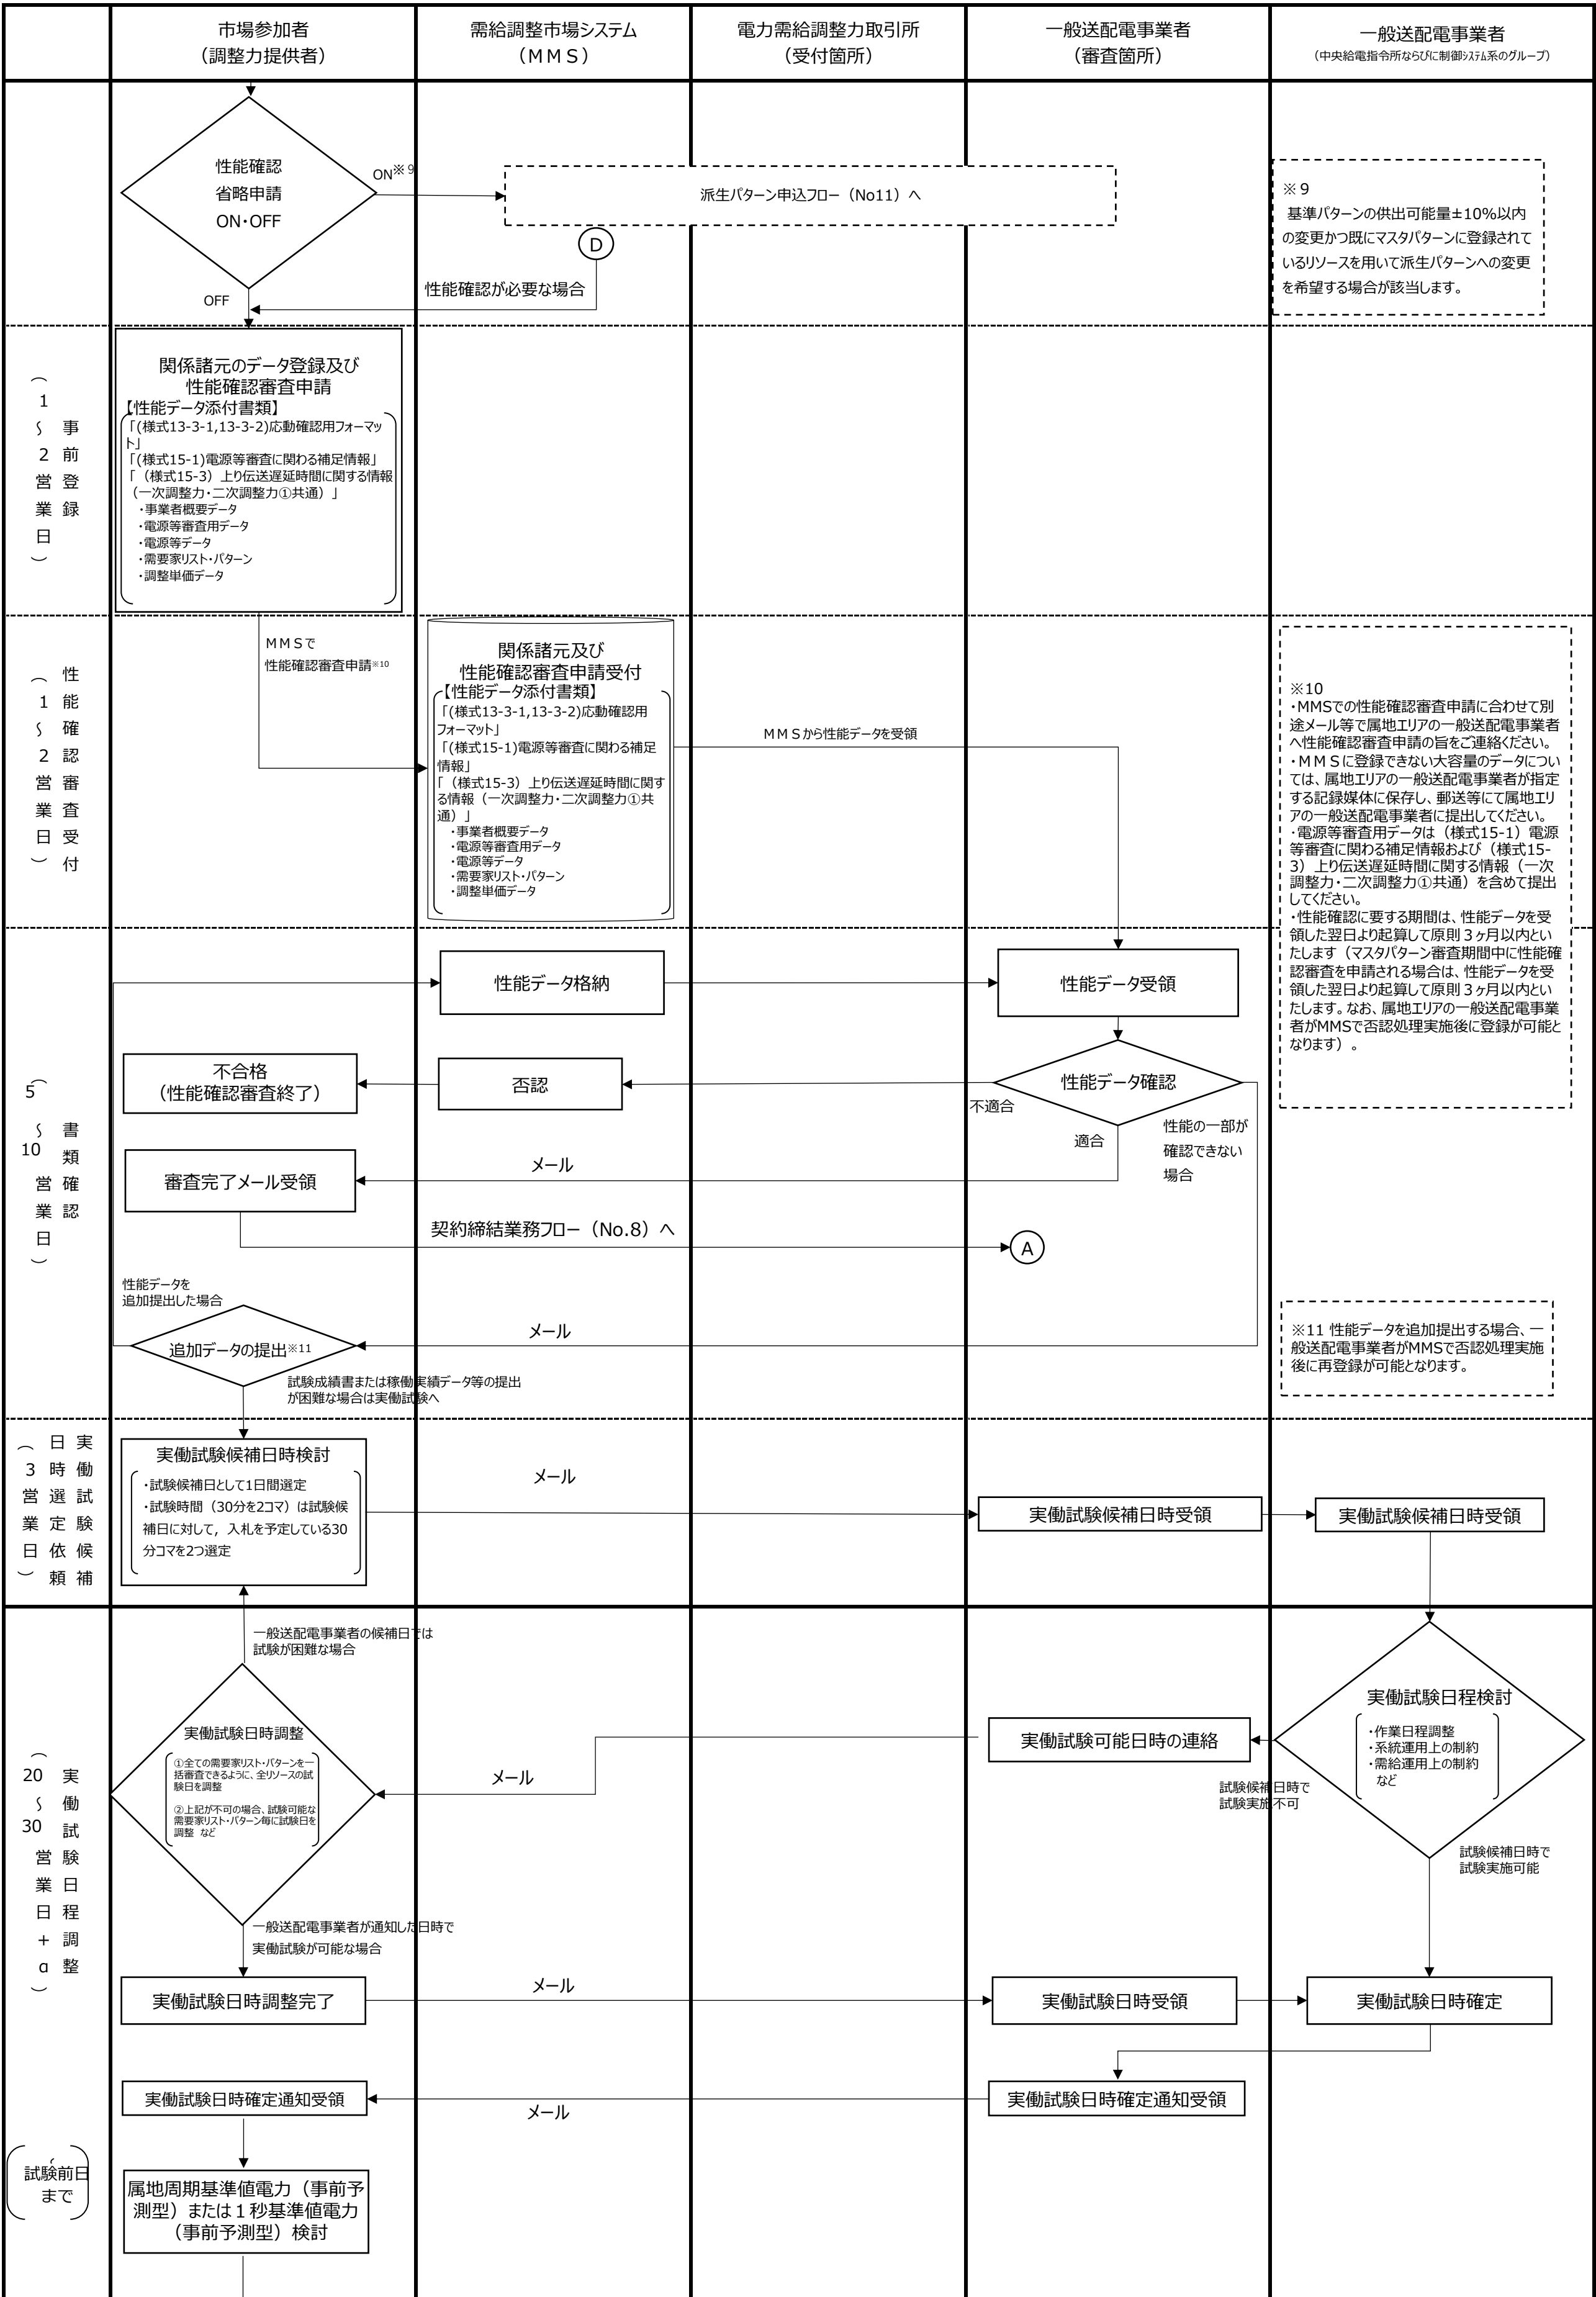 市場参加者
（調整力提供者）
需給調整市場システム
（ＭＭＳ）
電力需給調整力取引所
（受付箇所）
一般送配電事業者
（審査箇所）
一般送配電事業者
（中央給電指令所ならびに制御システム系のグループ）
性能確認
省略申請
ON・OFF
ON※９
派生パターン申込フロー（No11）へ
D
性能確認が必要な場合
OFF
※９
基準パターンの供出可能量±10%以内
の変更かつ既にマスタパターンに登録されて
いるリソースを用いて派生パターンへの変更
を希望する場合が該当します。
事前登録
（1～2営業日）
関係諸元のデータ登録及び
性能確認審査申請
【性能データ添付書類】
「(様式13-3-1,13-3-2)応動確認用フォーマッ
ト」
「(様式15-1)電源等審査に関わる補足情報」
「（様式15-3）上り伝送遅延時間に関する情報
（一次調整力・二次調整力①共通）」
・事業者概要データ
・電源等審査用データ
・電源等データ
・需要家リスト・パターン
・調整単価データ
性能確認審査受付
（1～2営業日）
ＭＭＳで
性能確認審査申請※10
関係諸元及び
性能確認審査申請受付
【性能データ添付書類】
「(様式13-3-1,13-3-2)応動確認用
フォーマット」
「(様式15-1)電源等審査に関わる補足
情報」
「（様式15-3）上り伝送遅延時間に関す
る情報（一次調整力・二次調整力①共
通）」
・事業者概要データ
・電源等審査用データ
・電源等データ
・需要家リスト・パターン
・調整単価データ
ＭＭＳから性能データを受領
※10
・MMSでの性能確認審査申請に合わせて別
途メール等で属地エリアの一般送配電事業者
へ性能確認審査申請の旨をご連絡ください。
・ＭＭＳに登録できない大容量のデータについ
ては、属地エリアの一般送配電事業者が指定
する記録媒体に保存し、郵送等にて属地エリ
アの一般送配電事業者に提出してください。
・電源等審査用データは（様式15-1）電源
等審査に関わる補足情報および（様式15-
3）上り伝送遅延時間に関する情報（一次
調整力・二次調整力①共通）を含めて提出
してください。
・性能確認に要する期間は、性能データを受
領した翌日より起算して原則３ヶ月以内とい
たします（マスタパターン審査期間中に性能確
認審査を申請される場合は、性能データを受
領した翌日より起算して原則３ヶ月以内とい
たします。なお、属地エリアの一般送配電事業
者がMMSで否認処理実施後に登録が可能と
なります）。
書類確認
（5～10営業日）
性能データ格納
性能データ受領
不合格
（性能確認審査終了）
否認
性能データ確認
不適合
適合
性能の一部が
確認できない
場合
審査完了メール受領
メール
契約締結業務フロー（No.8）へ
A
性能データを
追加提出した場合
追加データの提出※11
メール
試験成績書または稼働実績データ等の提出
が困難な場合は実働試験へ
※11 性能データを追加提出する場合、一
般送配電事業者がMMSで否認処理実施
後に再登録が可能となります。
実働試験候補
日時選定依頼
（3営業日）
実働試験候補日時検討
・試験候補日として1日間選定
・試験時間（30分を2コマ）は試験候
補日に対して，入札を予定している30
分コマを2つ選定
メール
実働試験候補日時受領
実働試験候補日時受領
実働試験日程調整
（20～30営業日+α）
一般送配電事業者の候補日では
試験が困難な場合
実働試験日時調整
①全ての需要家リスト・パターンを一
括審査できるように、全リソースの試
験日を調整
②上記が不可の場合、試験可能な
需要家リスト・パターン毎に試験日を
調整 など
メール
実働試験可能日時の連絡
実働試験日程検討
・作業日程調整
・系統運用上の制約
・需給運用上の制約
など
試験候補日時で
試験実施不可
試験候補日時で
試験実施可能
一般送配電事業者が通知した日時で
実働試験が可能な場合
実働試験日時調整完了
メール
実働試験日時受領
実働試験日時確定
実働試験日時確定通知受領
メール
実働試験日時確定通知受領
試験前日
まで
属地周期基準値電力（事前予
測型）または１秒基準値電力
（事前予測型）検討